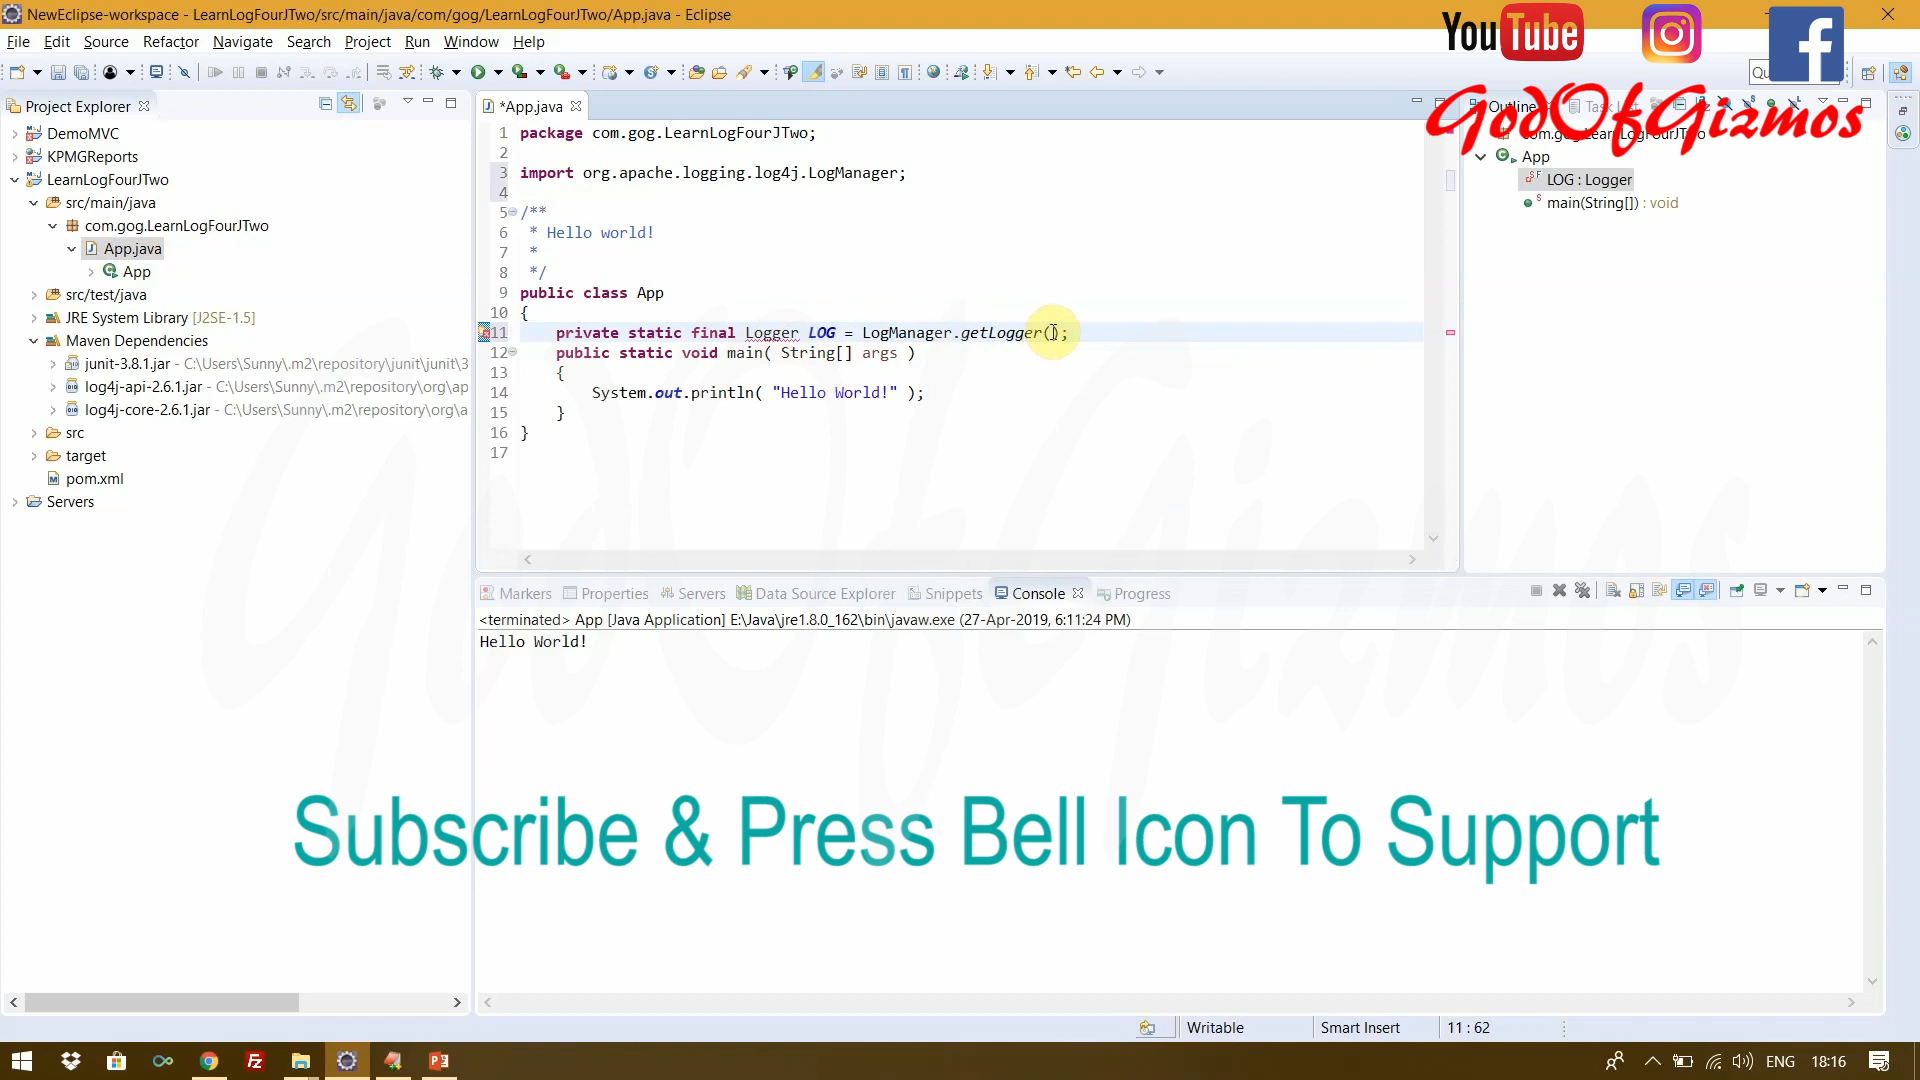 NewEclipse-workspace - LearnLogFourJTwo/src/main/java/com/gog/LearnLogFourJTwo/App.java - Eclipse
File Edit Source Refactor Navigate Search Project Run Window Help
YouTube
GodOfGizmos
Project Explorer
DemoMVC
KPMGReports
LearnLogFourJTwo
src/main/java
com.gog.LearnLogFourJTwo
App.java
App
src/test/java
JRE System Library [J2SE-1.5]
Maven Dependencies
junit-3.8.1.jar - C:\Users\Sunny\.m2\repository\junit\junit\3
log4j-api-2.6.1.jar - C:\Users\Sunny\.m2\repository\org\ap
log4j-core-2.6.1.jar - C:\Users\Sunny\.m2\repository\org\a
src
target
pom.xml
Servers
*App.java
1 package com.gog.LearnLogFourJTwo;
2
3 import org.apache.logging.log4j.LogManager;
4
5 /**
6 * Hello world!
7 *
8 */
9 public class App
10 {
11 private static final Logger LOG = LogManager.getLogger();
12 public static void main( String[] args )
13 {
14 System.out.println( "Hello World!" );
15 }
16 }
17
Outline Task List
com.gog.LearnLogFourJTwo
App
LOG : Logger
main(String[]) : void
Markers Properties Servers Data Source Explorer Snippets Console Progress
<terminated> App [Java Application] E:\Java\jre1.8.0_162\bin\javaw.exe (27-Apr-2019, 6:11:24 PM)
Hello World!
GodOfGizmos
Subscribe & Press Bell Icon To Support
Writable Smart Insert 11 : 62
ENG 18:16